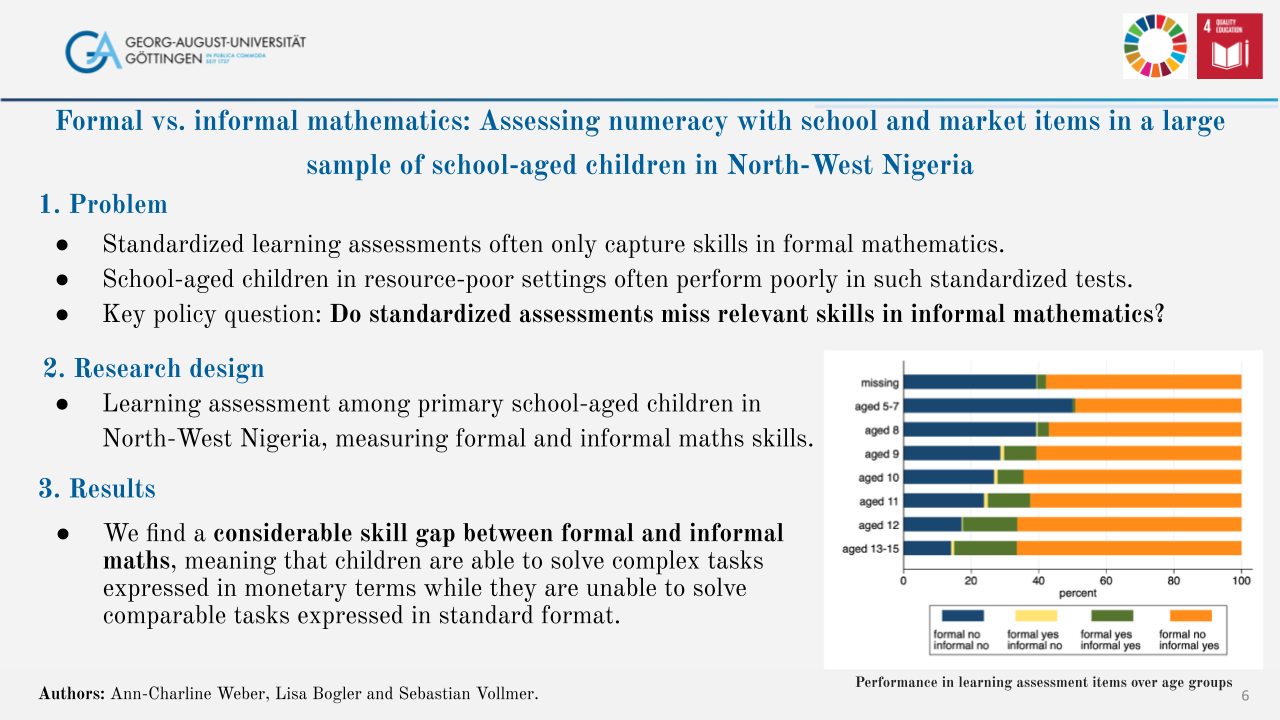 GEORG-AUGUST-UNIVERSITÄT
GÖTTINGEN IN PUBLICA COMMODA
SEIT 1737
4 QUALITY
EDUCATION
Formal vs. informal mathematics: Assessing numeracy with school and market items in a large
sample of school-aged children in North-West Nigeria
1. Problem
● Standardized learning assessments often only capture skills in formal mathematics.
● School-aged children in resource-poor settings often perform poorly in such standardized tests.
● Key policy question: Do standardized assessments miss relevant skills in informal mathematics?
2. Research design
● Learning assessment among primary school-aged children in
North-West Nigeria, measuring formal and informal maths skills.
3. Results
● We find a considerable skill gap between formal and informal
maths, meaning that children are able to solve complex tasks
expressed in monetary terms while they are unable to solve
comparable tasks expressed in standard format.
missing
aged 5-7
aged 8
aged 9
aged 10
aged 11
aged 12
aged 13-15
0 20 40 60 80 100
percent
formal no formal yes formal yes formal no
informal no informal no informal yes informal yes
Performance in learning assessment items over age groups
Authors: Ann-Charline Weber, Lisa Bogler and Sebastian Vollmer.
6